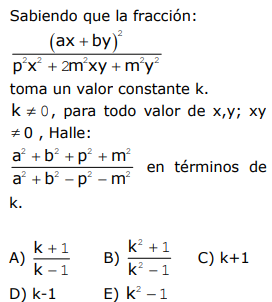 Sabiendo que la fracción:
(ax + by)²
p²x² + 2m²xy + m²y²
toma un valor constante k.
k ≠ 0, para todo valor de x,y; xy
≠ 0 , Halle:
a² + b² + p² + m²
a² + b² − p² − m² en términos de
k.
A) k + 1 / k − 1 B) k² + 1 / k² − 1 C) k+1
D) k-1 E) k² − 1